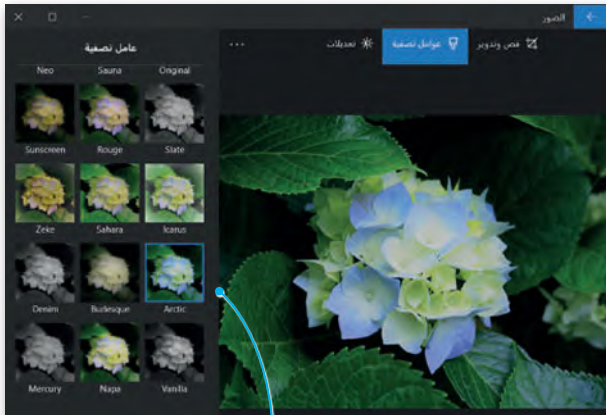 الصور
قص وتدوير
عوامل تصفية
تعديلات
عامل تصفية
Original Sauna Neo
Slate Rouge Sunscreen
Icarus Sahara Zeke
Arctic Burlesque Denim
Vanilla Napa Mercury